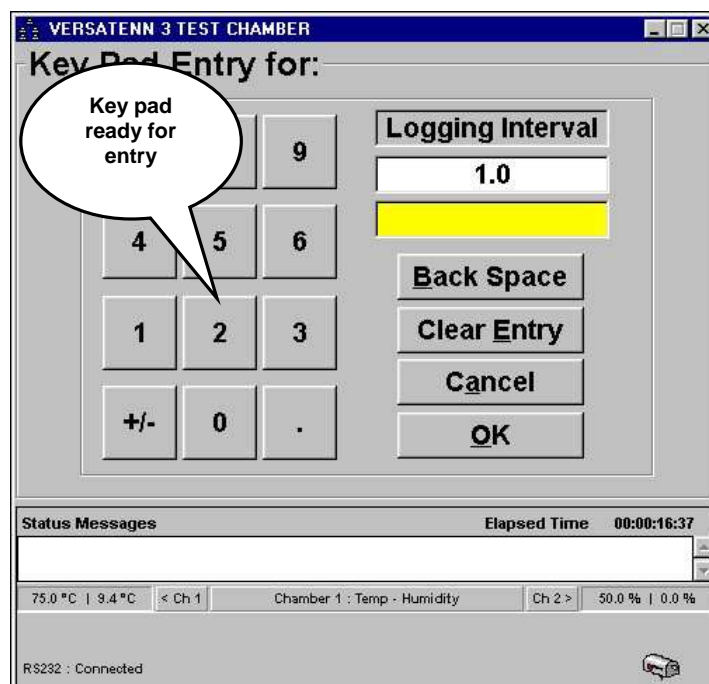 VERSATENN 3 TEST CHAMBER
Key Pad Entry for:
Key pad
ready for
entry
9
Logging Interval
1.0
4 5 6
Back Space
1 2 3
Clear Entry
Cancel
+/- 0 .
OK
Status Messages
Elapsed Time 00:00:16:37
75.0 °C | 9.4 °C < Ch 1 Chamber 1 : Temp - Humidity Ch 2 > 50.0 % | 0.0 %
RS232 : Connected